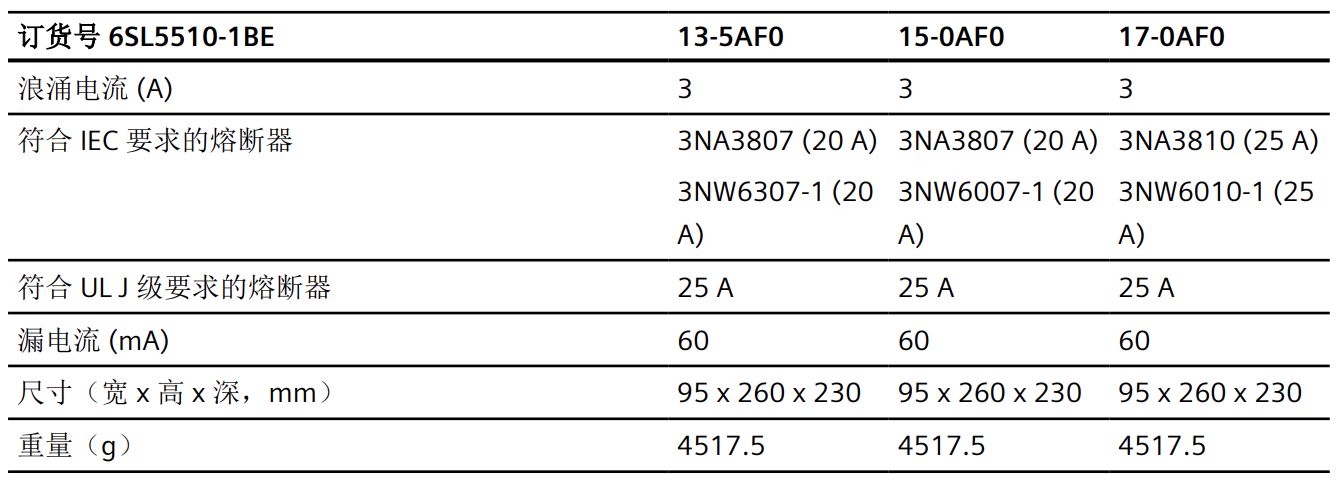 订货号 6SL5510-1BE 13-5AF0 15-0AF0 17-0AF0
浪涌电流 (A) 3 3 3
符合 IEC 要求的熔断器 3NA3807 (20 A) 3NA3807 (20 A) 3NA3810 (25 A)
3NW6307-1 (20 3NW6007-1 (20 3NW6010-1 (25
A) A) A)
符合 UL J 级要求的熔断器 25 A 25 A 25 A
漏电流 (mA) 60 60 60
尺寸（宽 x 高 x 深，mm） 95 x 260 x 230 95 x 260 x 230 95 x 260 x 230
重量（g） 4517.5 4517.5 4517.5